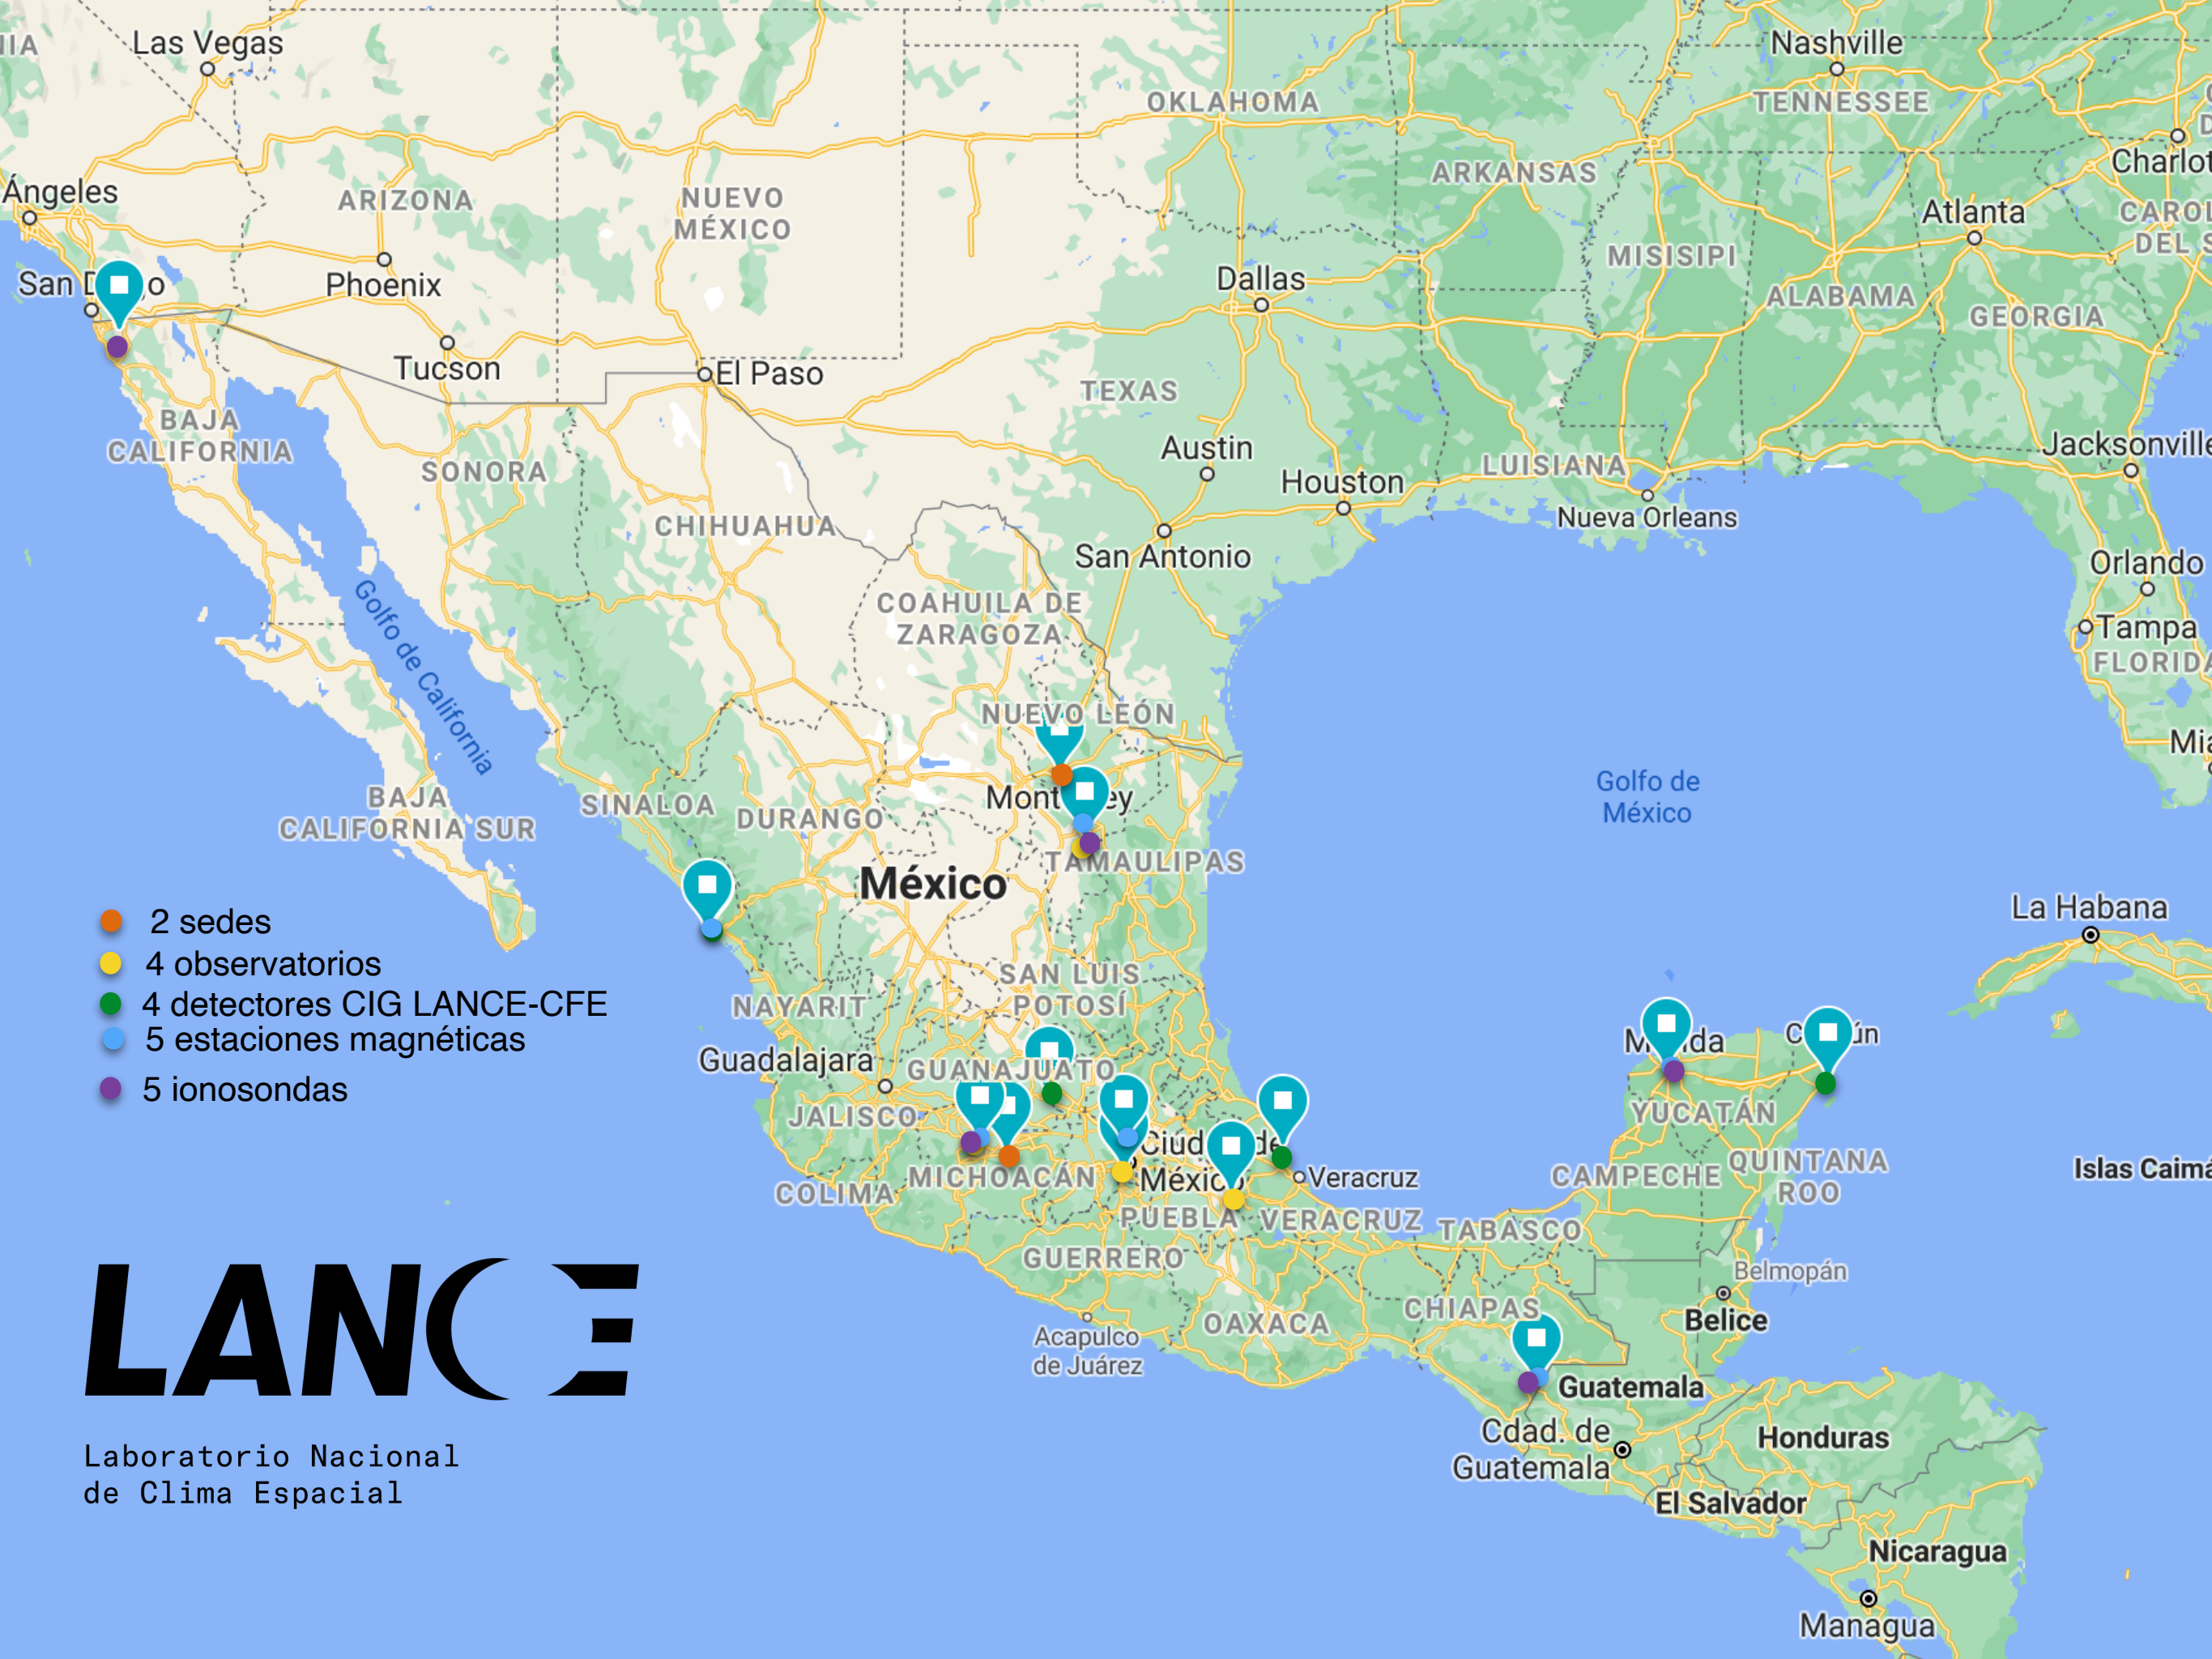 Las Vegas
Nashville
OKLAHOMA
TENNESSEE
Ángeles
ARIZONA
NUEVO
MÉXICO
ARKANSAS
Atlanta
San
Phoenix
Dallas
MISISIPI
ALABAMA
GEORGIA
Tucson
El Paso
TEXAS
BAJA
CALIFORNIA
SONORA
Austin
Houston
LUISIANA
Jacksonville
CHIHUAHUA
San Antonio
Nueva Orleans
Orlando
Golfo de California
COAHUILA DE
ZARAGOZA
Tampa
FLORIDA
NUEVO LEÓN
Golfo de
México
BAJA
CALIFORNIA SUR
SINALOA
DURANGO
TAMAULIPAS
México
La Habana
2 sedes
4 observatorios
4 detectores CIG LANCE-CFE
5 estaciones magnéticas
5 ionosondas
SAN LUIS
POTOSÍ
NAYARIT
Guadalajara
GUANAJUATO
JALISCO
YUCATÁN
Ciud de
México
Veracruz
MICHOACÁN
COLIMA
CAMPECHE
QUINTANA
ROO
Islas
PUEBLA
VERACRUZ
TABASCO
GUERRERO
Belmopán
CHIAPAS
OAXACA
Belice
Acapulco
de Juárez
Guatemala
Cdad. de
Guatemala
Honduras
El Salvador
Nicaragua
Managua
LANCE
Laboratorio Nacional
de Clima Espacial